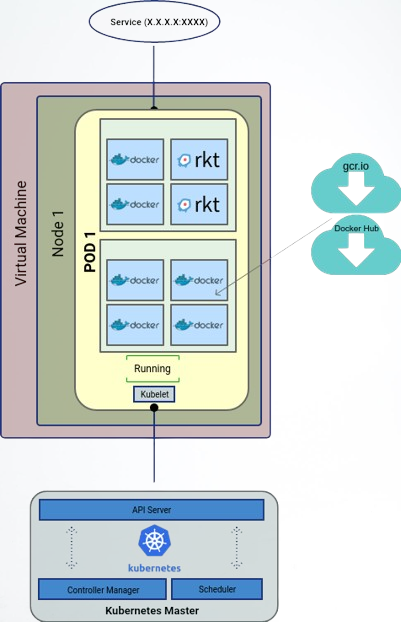 Service (X.X.X.X:XXXX)
Virtual Machine
Node 1
POD 1
docker
rkt
docker
rkt
docker
docker
docker
docker
gcr.io
Docker Hub
Running
Kubelet
API Server
kubernetes
Controller Manager
Scheduler
Kubernetes Master